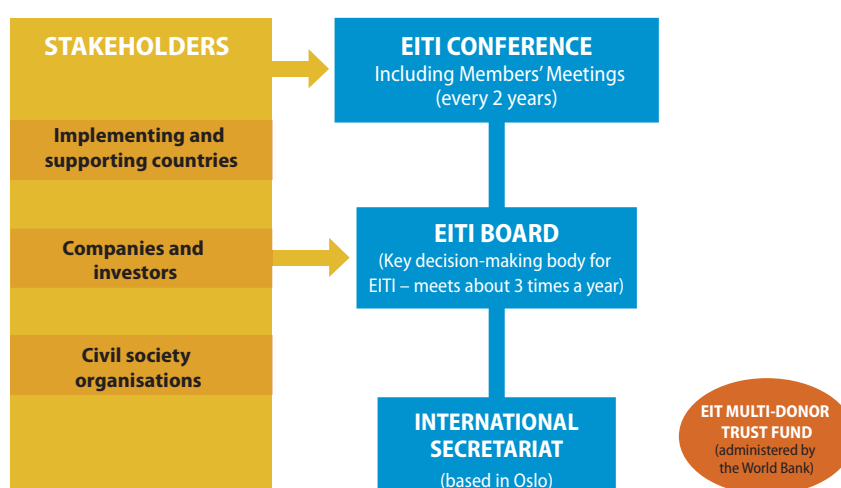 STAKEHOLDERS
Implementing and
supporting countries
Companies and
investors
Civil society
organisations
EITI CONFERENCE
Including Members' Meetings
(every 2 years)
EITI BOARD
(Key decision-making body for
EITI – meets about 3 times a year)
INTERNATIONAL
SECRETARIAT
(based in Oslo)
EIT MULTI-DONOR
TRUST FUND
(administered by
the World Bank)